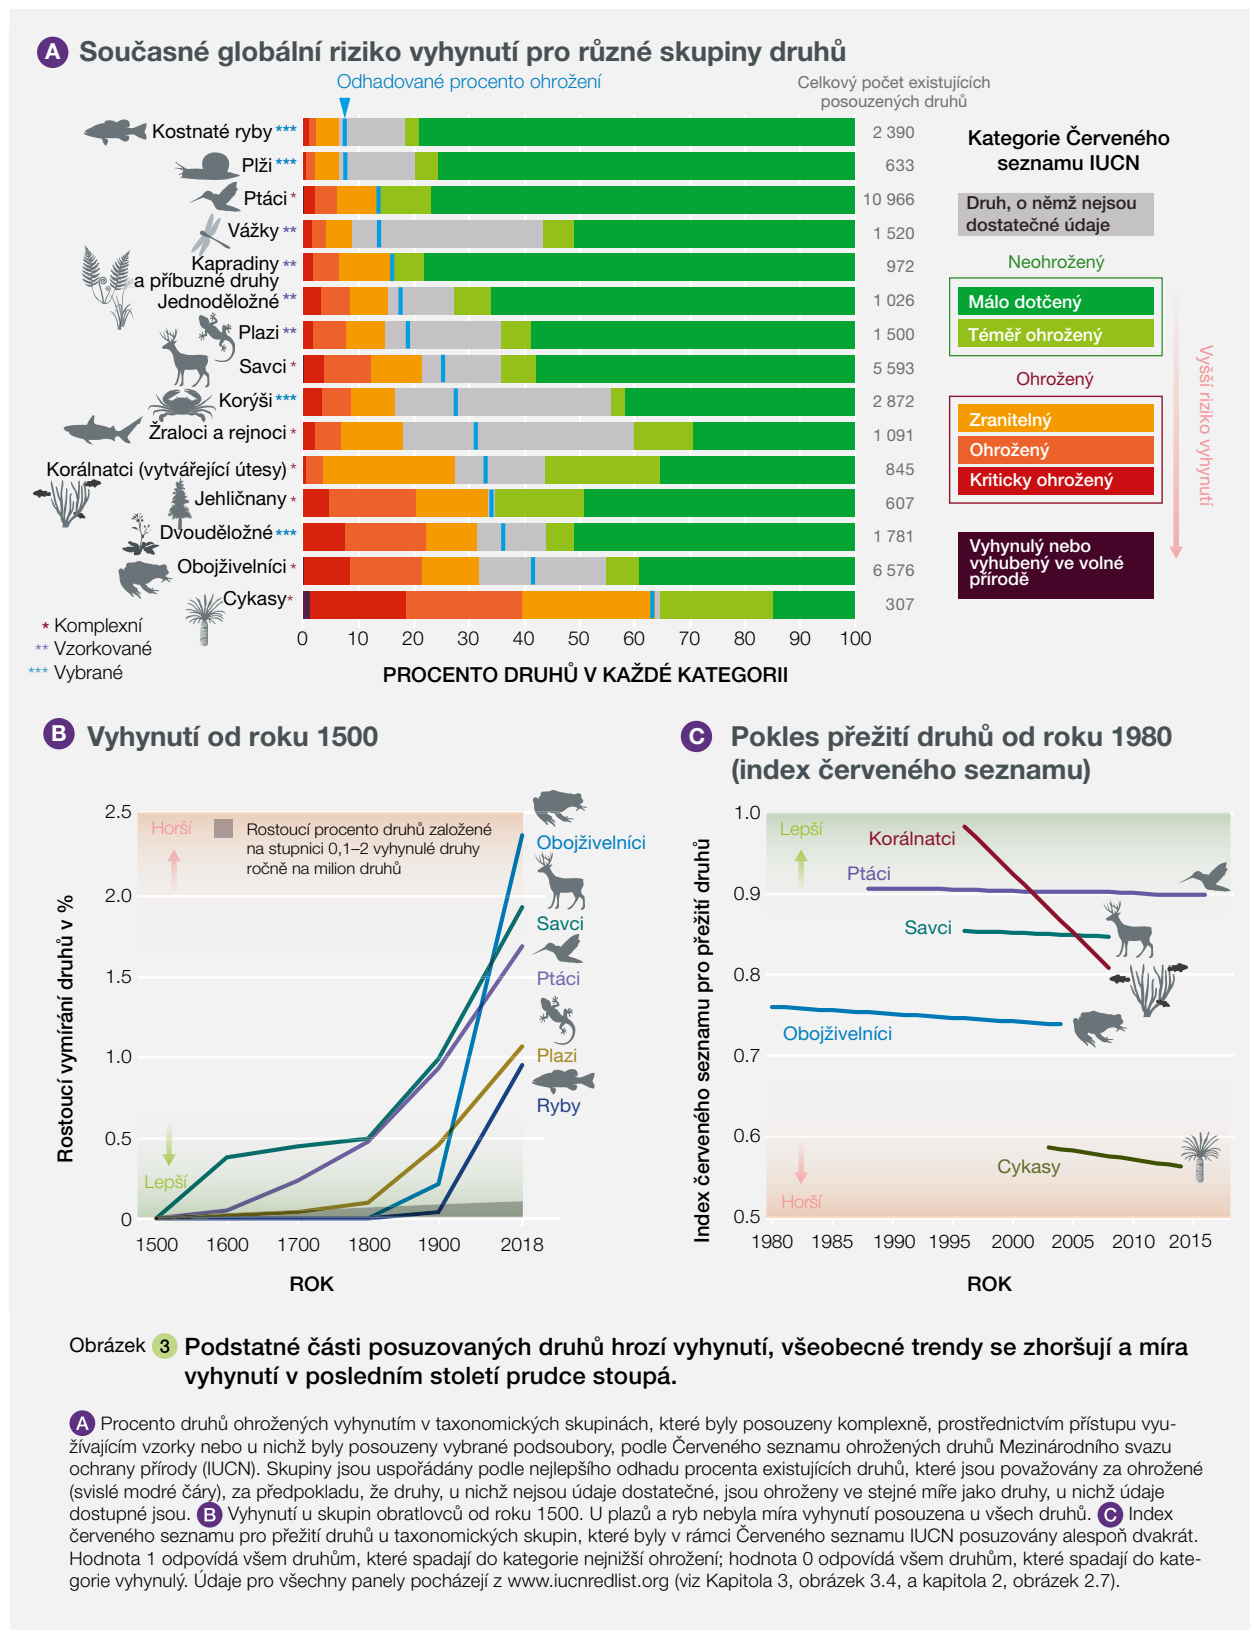 A Současné globální riziko vyhynutí pro různé skupiny druhů
Odhadované procento ohrožení
Celkový počet existujících
posouzených druhů
Kostnaté ryby *** 2 390
Plži *** 633
Ptáci * 10 966
Vážky ** 1 520
Kapradiny ** 972
a příbuzné druhy
Jednoděložné ** 1 026
Plazi ** 1 500
Savci * 5 593
Korýši *** 2 872
Žraloci a rejnoci * 1 091
Korálnatci (vytvářející útesy) * 845
Jehličnany * 607
Dvouděložné *** 1 781
Obojživelníci * 6 576
Cykasy * 307
0 10 20 30 40 50 60 70 80 90 100
PROCENTO DRUHŮ V KAŽDÉ KATEGORII
* Komplexní
** Vzorkované
*** Vybrané
Kategorie Červeného
seznamu IUCN
Druh, o němž nejsou
dostatečné údaje
Neohrožený
Málo dotčený
Téměř ohrožený
Ohrožený
Zranitelný
Ohrožený
Kriticky ohrožený
Vyhynulý nebo
vyhubený ve volné
přírodě
Vyšší riziko vyhynutí
B Vyhynutí od roku 1500
Rostoucí vymírání druhů v %
2.5
2.0
1.5
1.0
0.5
0
Horší
Rostoucí procento druhů založené
na stupnici 0,1–2 vyhynulé druhy
ročně na milion druhů
Obojživelníci
Savci
Ptáci
Plazi
Ryby
Lepší
1500 1600 1700 1800 1900 2018
ROK
C Pokles přežití druhů od roku 1980
(index červeného seznamu)
Index červeného seznamu pro přežití druhů
1.0
0.9
0.8
0.7
0.6
0.5
Lepší
Korálnatci
Ptáci
Savci
Obojživelníci
Cykasy
Horší
1980 1985 1990 1995 2000 2005 2010 2015
ROK
Obrázek 3 Podstatné části posuzovaných druhů hrozí vyhynutí, všeobecné trendy se zhoršují a míra
vyhynutí v posledním století prudce stoupá.
A Procento druhů ohrožených vyhynutím v taxonomických skupinách, které byly posouzeny komplexně, prostřednictvím přístupu vyu-
žívajícím vzorky nebo u nichž byly posouzeny vybrané podsoubory, podle Červeného seznamu ohrožených druhů Mezinárodního svazu
ochrany přírody (IUCN). Skupiny jsou uspořádány podle nejlepšího odhadu procenta existujících druhů, které jsou považovány za ohrožené
(svislé modré čáry), za předpokladu, že druhy, u nichž nejsou údaje dostatečné, jsou ohroženy ve stejné míře jako druhy, u nichž údaje
dostupné jsou. B Vyhynutí u skupin obratlovců od roku 1500. U plazů a ryb nebyla míra vyhynutí posouzena u všech druhů. C Index
červeného seznamu pro přežití druhů u taxonomických skupin, které byly v rámci Červeného seznamu IUCN posuzovány alespoň dvakrát.
Hodnota 1 odpovídá všem druhům, které spadají do kategorie nejnižší ohrožení; hodnota 0 odpovídá všem druhům, které spadají do kate-
gorie vyhynulý. Údaje pro všechny panely pocházejí z www.iucnredlist.org (viz Kapitola 3, obrázek 3.4, a kapitola 2, obrázek 2.7).